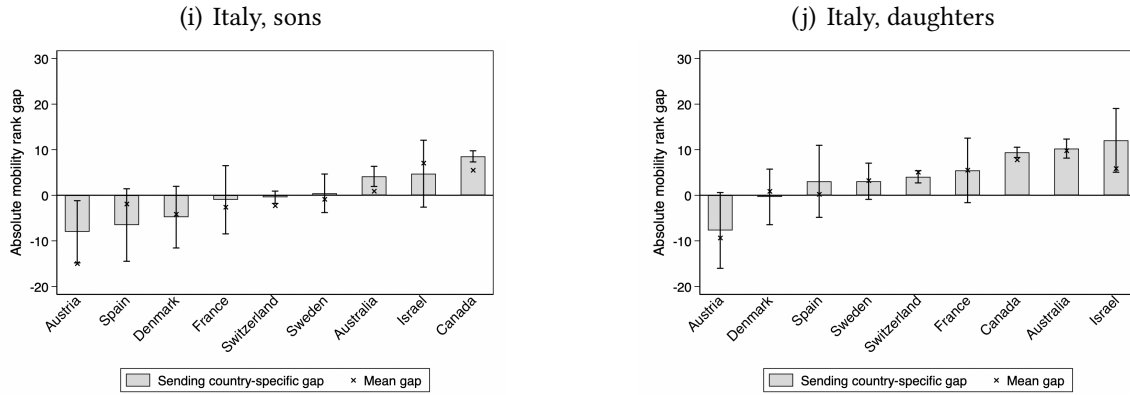 (i) Italy, sons
Absolute mobility rank gap
30
20
10
0
-10
-20
Austria
Spain
Denmark
France
Switzerland
Sweden
Australia
Israel
Canada
Sending country-specific gap × Mean gap
(j) Italy, daughters
Absolute mobility rank gap
30
20
10
0
-10
-20
Austria
Denmark
Spain
Sweden
Switzerland
France
Canada
Australia
Israel
Sending country-specific gap × Mean gap